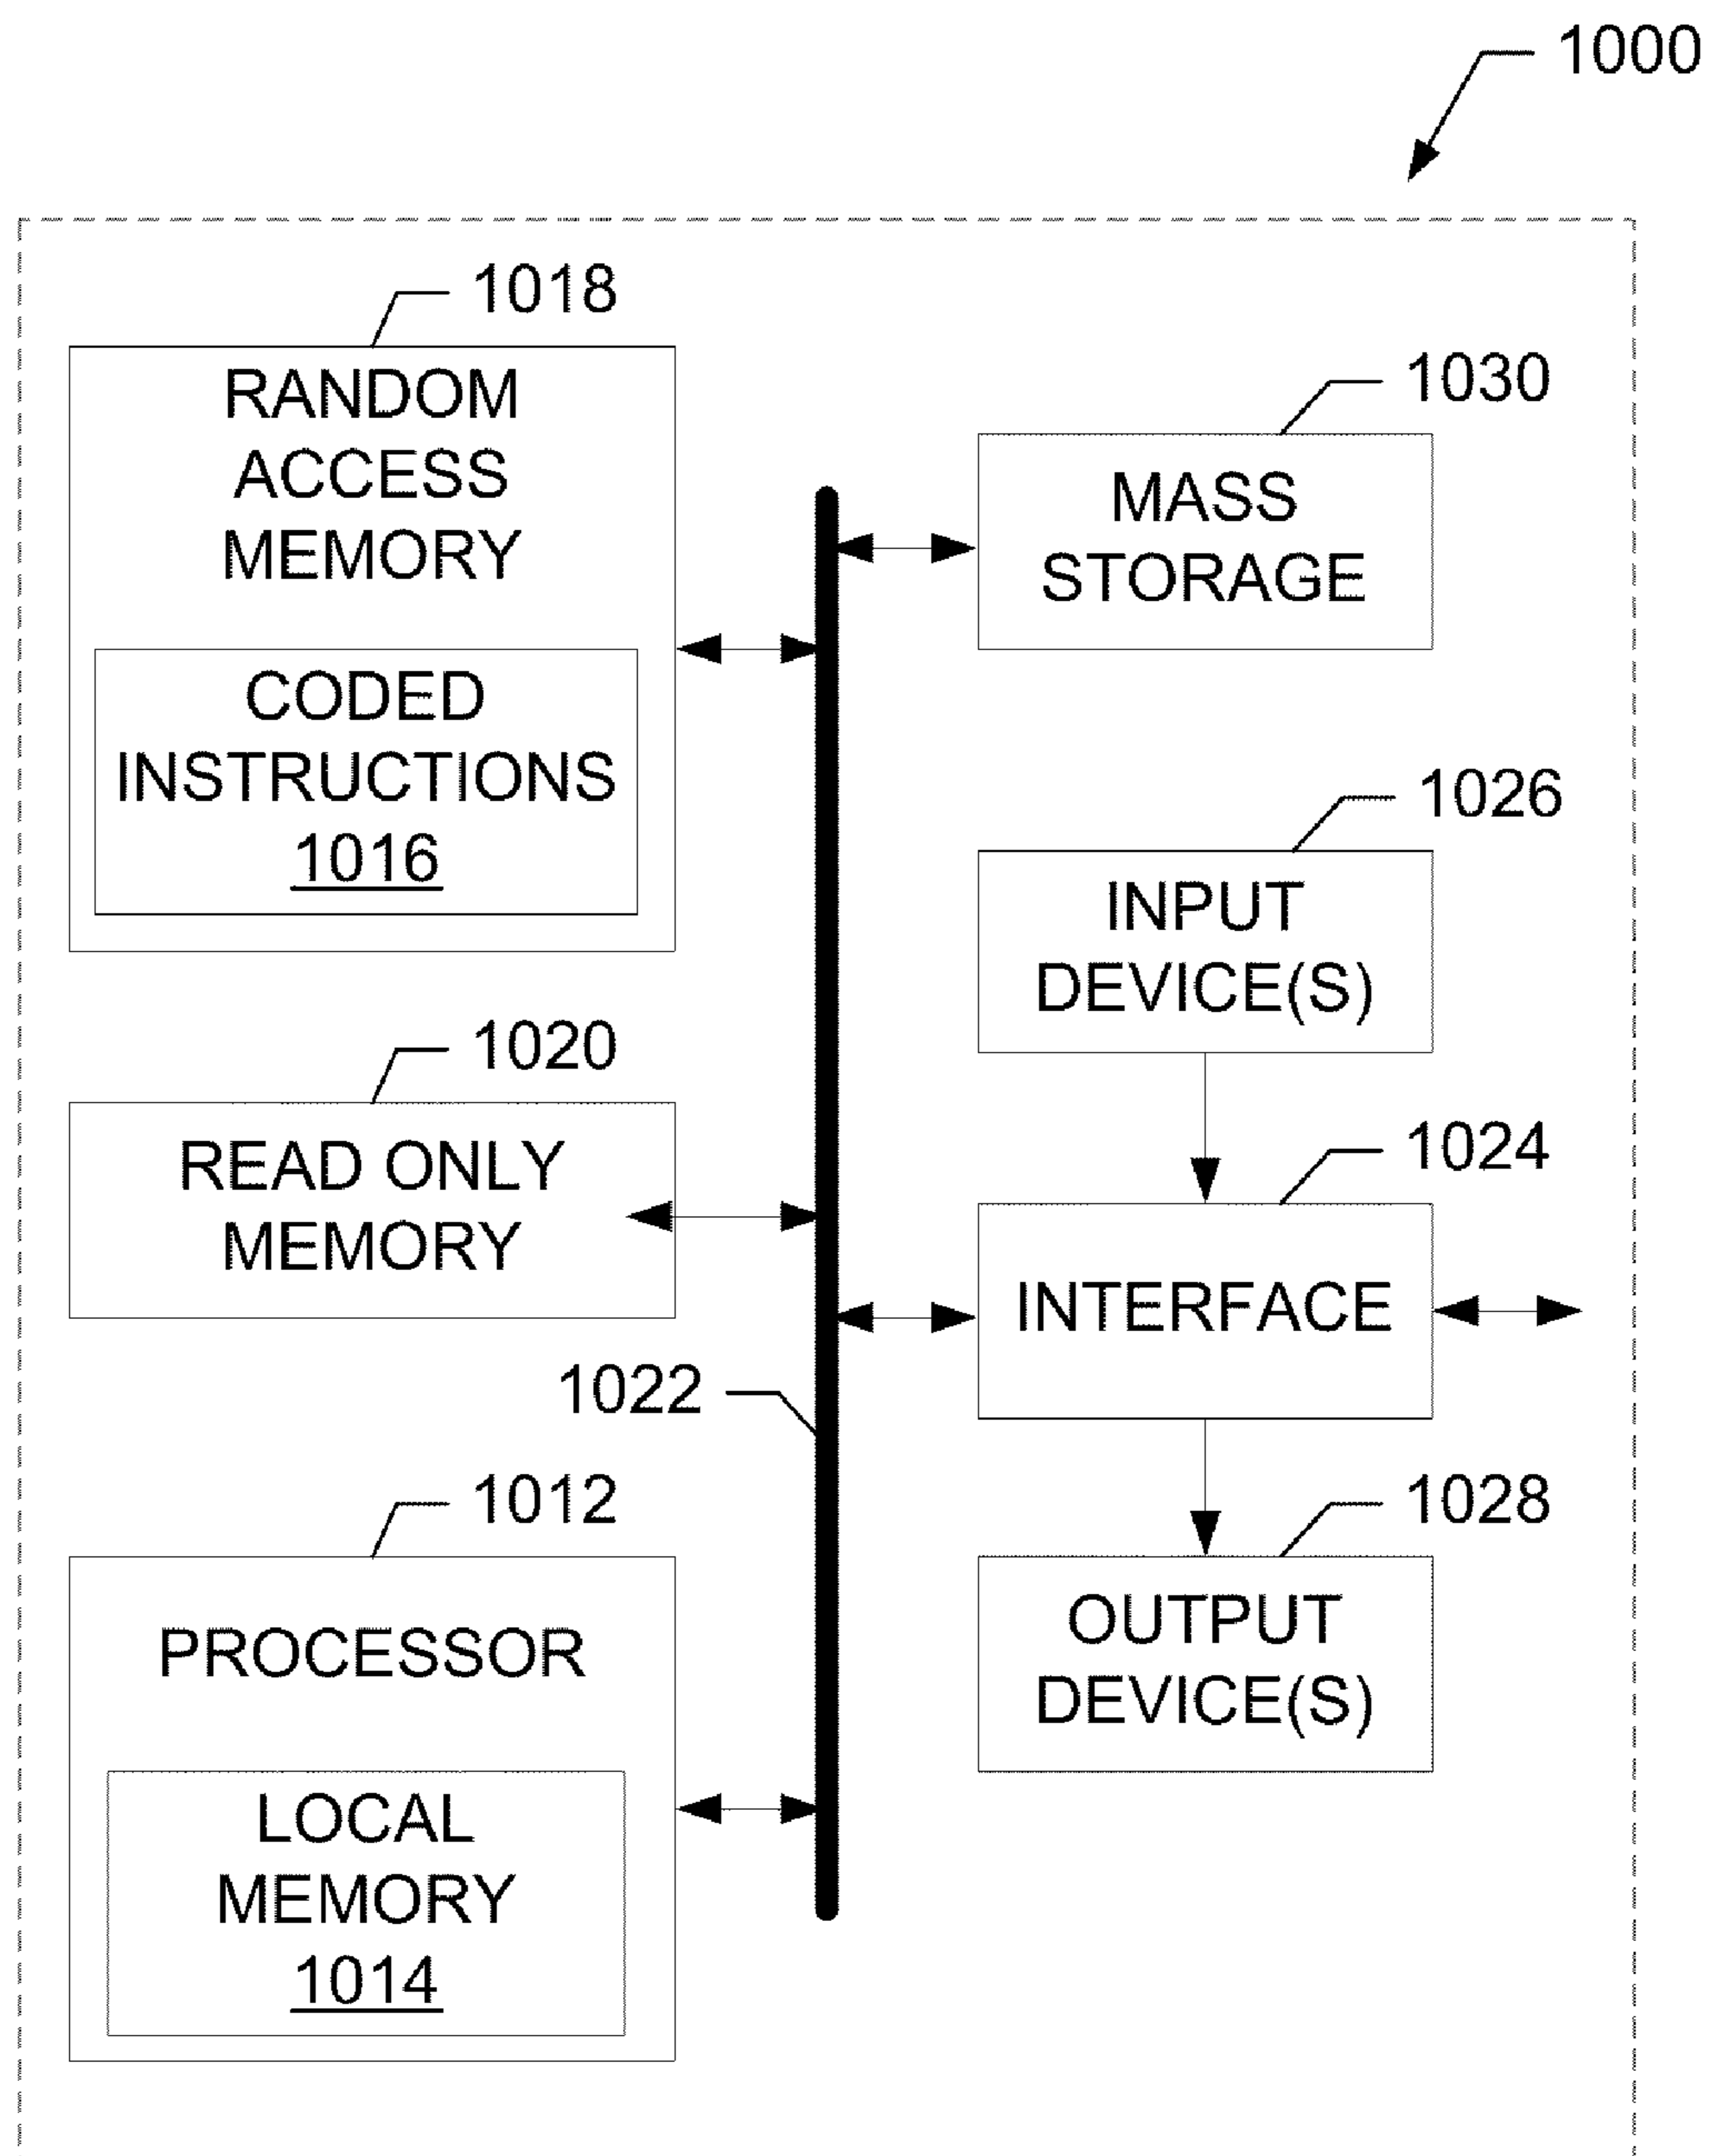 1000
1018
RANDOM
ACCESS
MEMORY
CODED
INSTRUCTIONS
1016
1030
MASS
STORAGE
1026
INPUT
DEVICE(S)
1020
READ ONLY
MEMORY
1024
INTERFACE
1022
1012
PROCESSOR
LOCAL
MEMORY
1014
1028
OUTPUT
DEVICE(S)